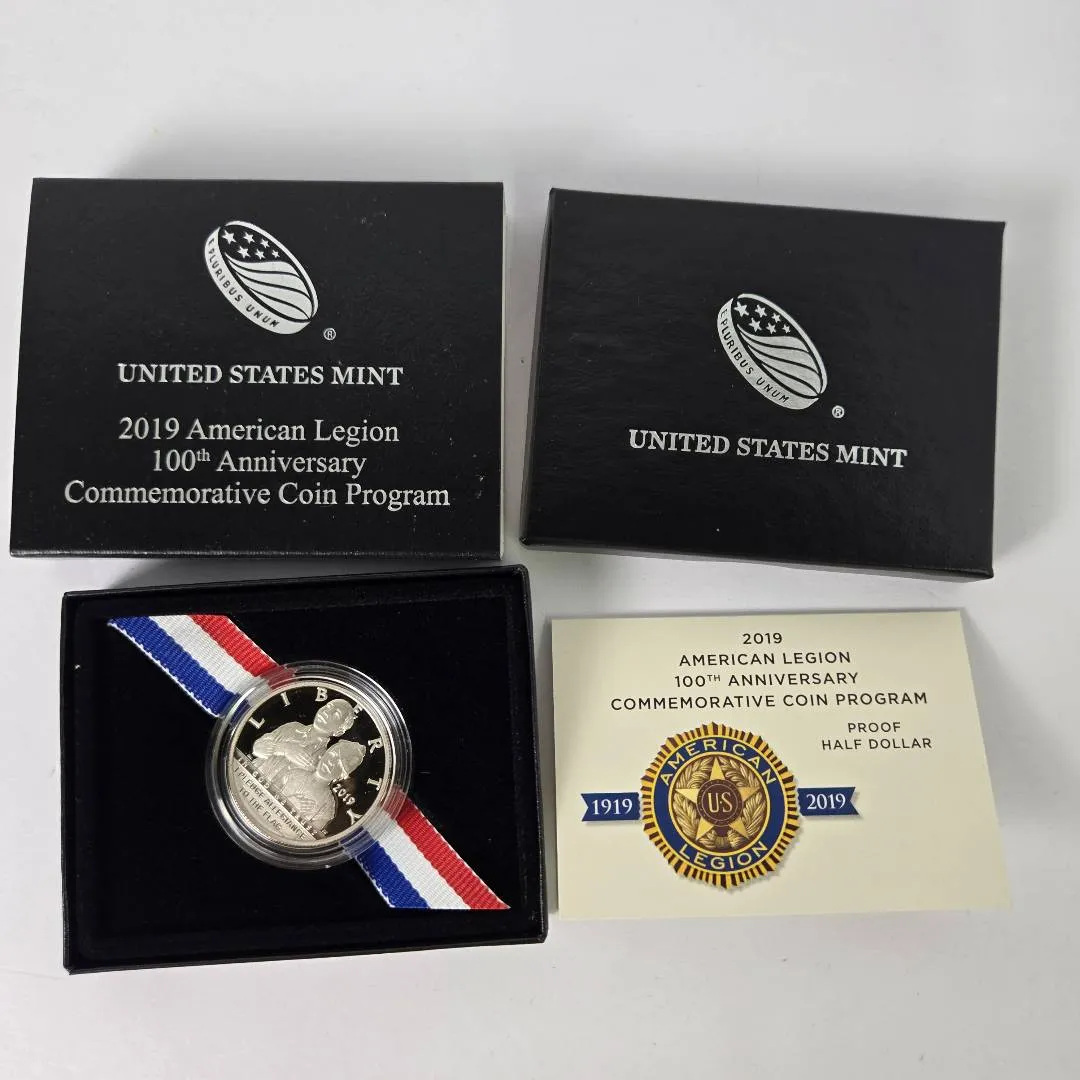 E PLURIBUS UNUM
®
UNITED STATES MINT
2019 American Legion
100th Anniversary
Commemorative Coin Program
E PLURIBUS UNUM
®
UNITED STATES MINT
LIBERTY
2019
I PLEDGE ALLEGIANCE
TO THE FLAG
2019
AMERICAN LEGION
100TH ANNIVERSARY
COMMEMORATIVE COIN PROGRAM
PROOF
HALF DOLLAR
AMERICAN
1919
U.S
2019
LEGION